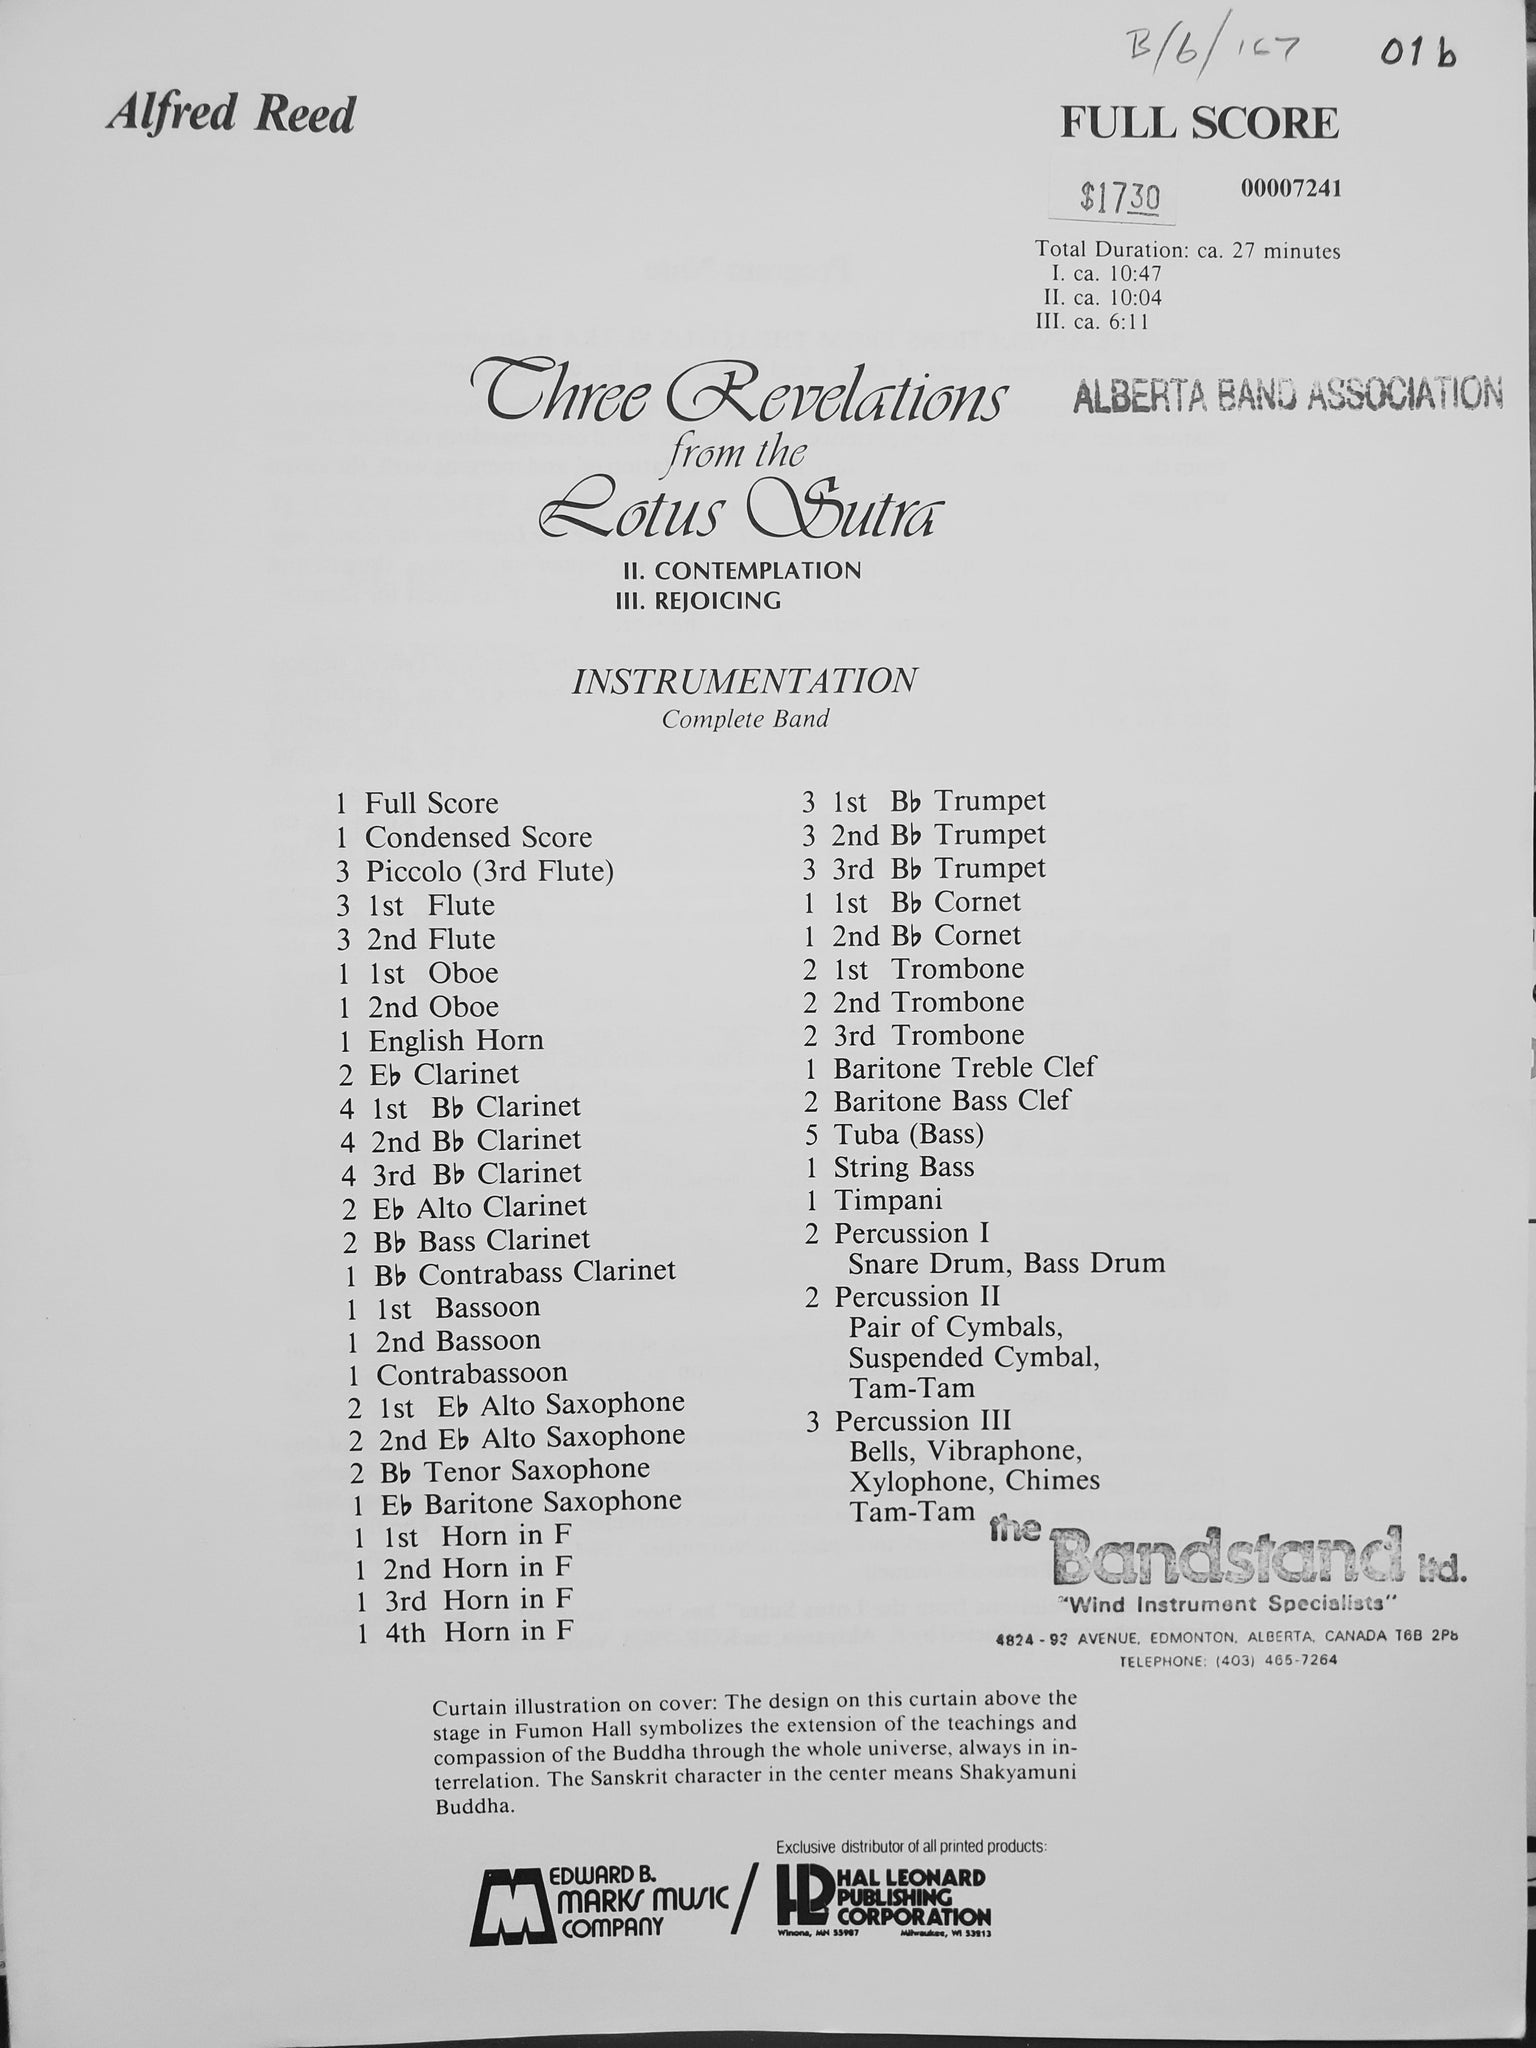 B/6/167 01b
Alfred Reed
FULL SCORE
$17.30
00007241
Total Duration: ca. 27 minutes
I. ca. 10:47
II. ca. 10:04
III. ca. 6:11
Three Revelations
from the
Lotus Sutra
ALBERTA BAND ASSOCIATION
II. CONTEMPLATION
III. REJOICING
INSTRUMENTATION
Complete Band
1 Full Score
1 Condensed Score
3 Piccolo (3rd Flute)
3 1st Flute
3 2nd Flute
1 1st Oboe
1 2nd Oboe
1 English Horn
2 E♭ Clarinet
4 1st B♭ Clarinet
4 2nd B♭ Clarinet
4 3rd B♭ Clarinet
2 E♭ Alto Clarinet
2 B♭ Bass Clarinet
1 B♭ Contrabass Clarinet
1 1st Bassoon
1 2nd Bassoon
1 Contrabassoon
2 1st E♭ Alto Saxophone
2 2nd E♭ Alto Saxophone
2 B♭ Tenor Saxophone
1 E♭ Baritone Saxophone
1 1st Horn in F
1 2nd Horn in F
1 3rd Horn in F
1 4th Horn in F
3 1st B♭ Trumpet
3 2nd B♭ Trumpet
3 3rd B♭ Trumpet
1 1st B♭ Cornet
1 2nd B♭ Cornet
2 1st Trombone
2 2nd Trombone
2 3rd Trombone
1 Baritone Treble Clef
2 Baritone Bass Clef
5 Tuba (Bass)
1 String Bass
1 Timpani
2 Percussion I
Snare Drum, Bass Drum
2 Percussion II
Pair of Cymbals,
Suspended Cymbal,
Tam-Tam
3 Percussion III
Bells, Vibraphone,
Xylophone, Chimes
Tam-Tam
the Bandstand ltd.
"Wind Instrument Specialists"
4824 - 93 AVENUE, EDMONTON, ALBERTA, CANADA T6B 2P8
TELEPHONE: (403) 465-7264
Curtain illustration on cover: The design on this curtain above the
stage in Fumon Hall symbolizes the extension of the teachings and
compassion of the Buddha through the whole universe, always in in-
terrelation. The Sanskrit character in the center means Shakyamuni
Buddha.
EDWARD B.
MARKS MUSIC
COMPANY
Exclusive distributor of all printed products:
HAL LEONARD
PUBLISHING
CORPORATION
Winona, MN 55987 Milwaukee, WI 53213